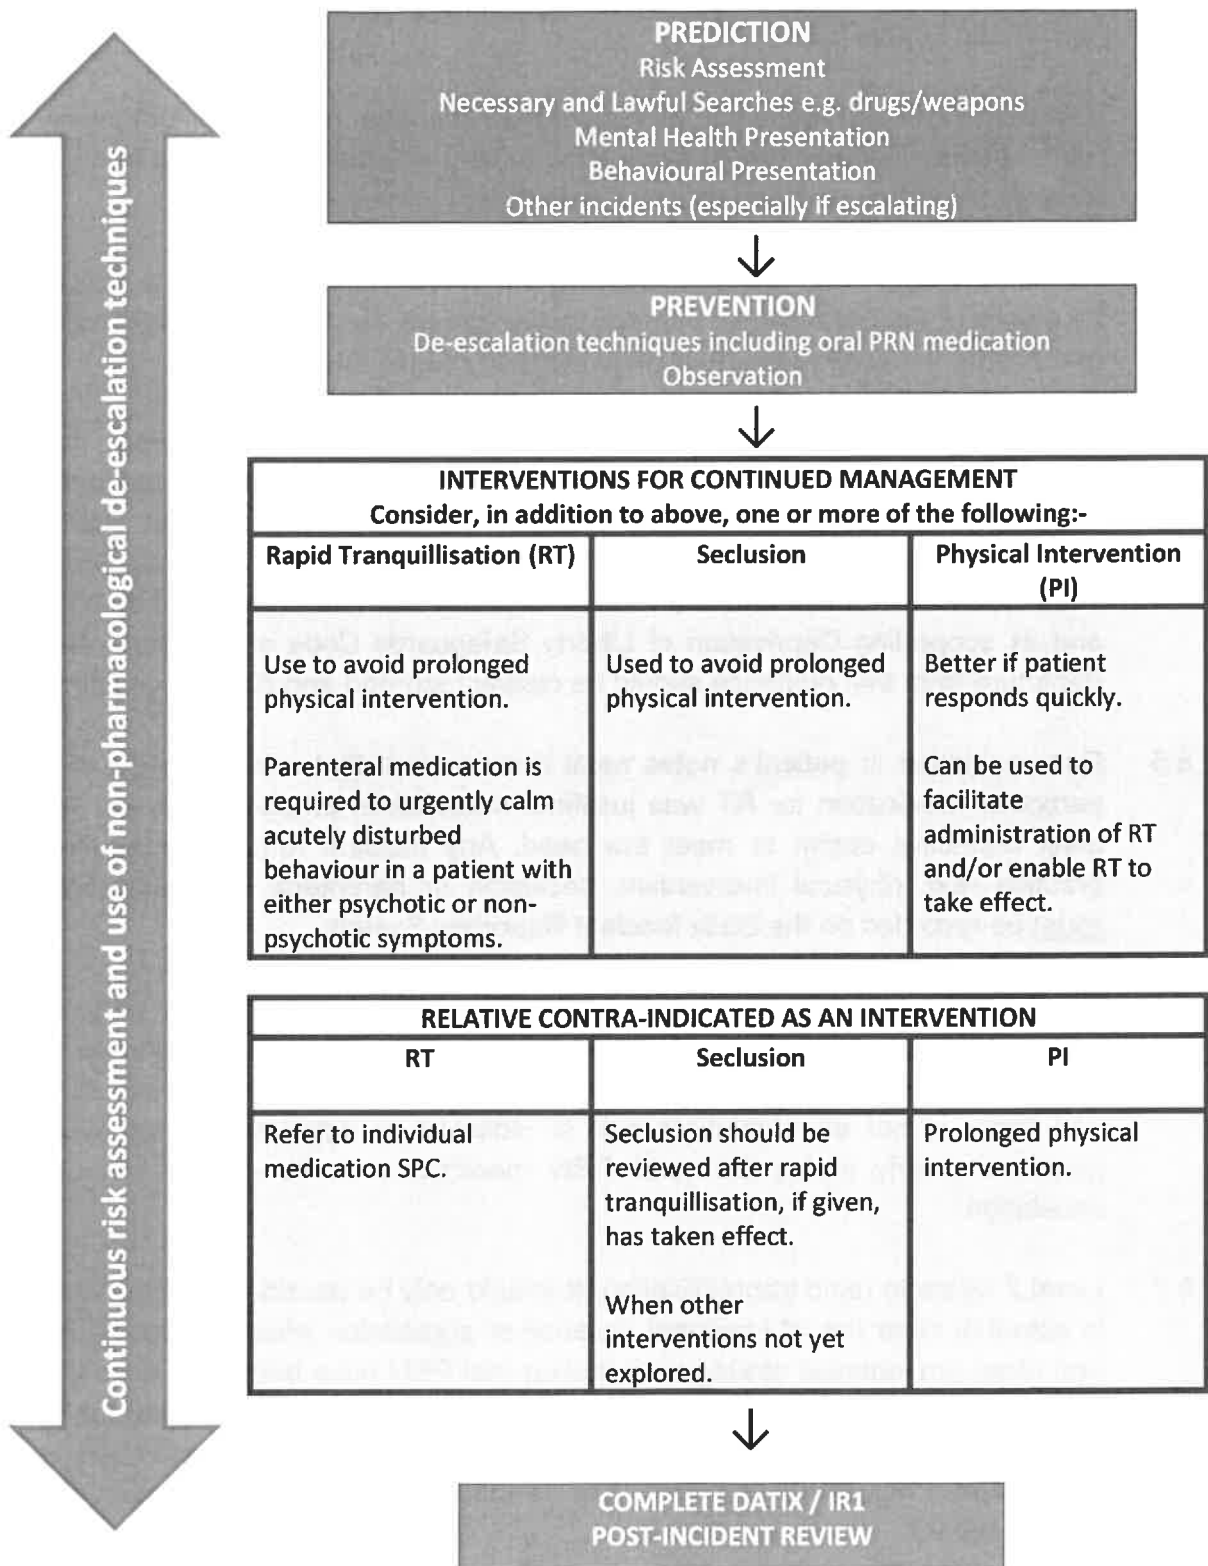 Continuous risk assessment and use of non-pharmacological de-escalation techniques
PREDICTION
Risk Assessment
Necessary and Lawful Searches e.g. drugs/weapons
Mental Health Presentation
Behavioural Presentation
Other incidents (especially if escalating)
PREVENTION
De-escalation techniques including oral PRN medication
Observation
INTERVENTIONS FOR CONTINUED MANAGEMENT
Consider, in addition to above, one or more of the following:-
Rapid Tranquillisation (RT)
Use to avoid prolonged
physical intervention.
Parenteral medication is
required to urgently calm
acutely disturbed
behaviour in a patient with
either psychotic or non-
psychotic symptoms.
Seclusion
Used to avoid prolonged
physical intervention.
Physical Intervention
(PI)
Better if patient
responds quickly.
Can be used to
facilitate
administration of RT
and/or enable RT to
take effect.
RELATIVE CONTRA-INDICATED AS AN INTERVENTION
RT
Refer to individual
medication SPC.
Seclusion
Seclusion should be
reviewed after rapid
tranquillisation, if given,
has taken effect.
When other
interventions not yet
explored.
PI
Prolonged physical
intervention.
COMPLETE DATIX / IR1
POST-INCIDENT REVIEW